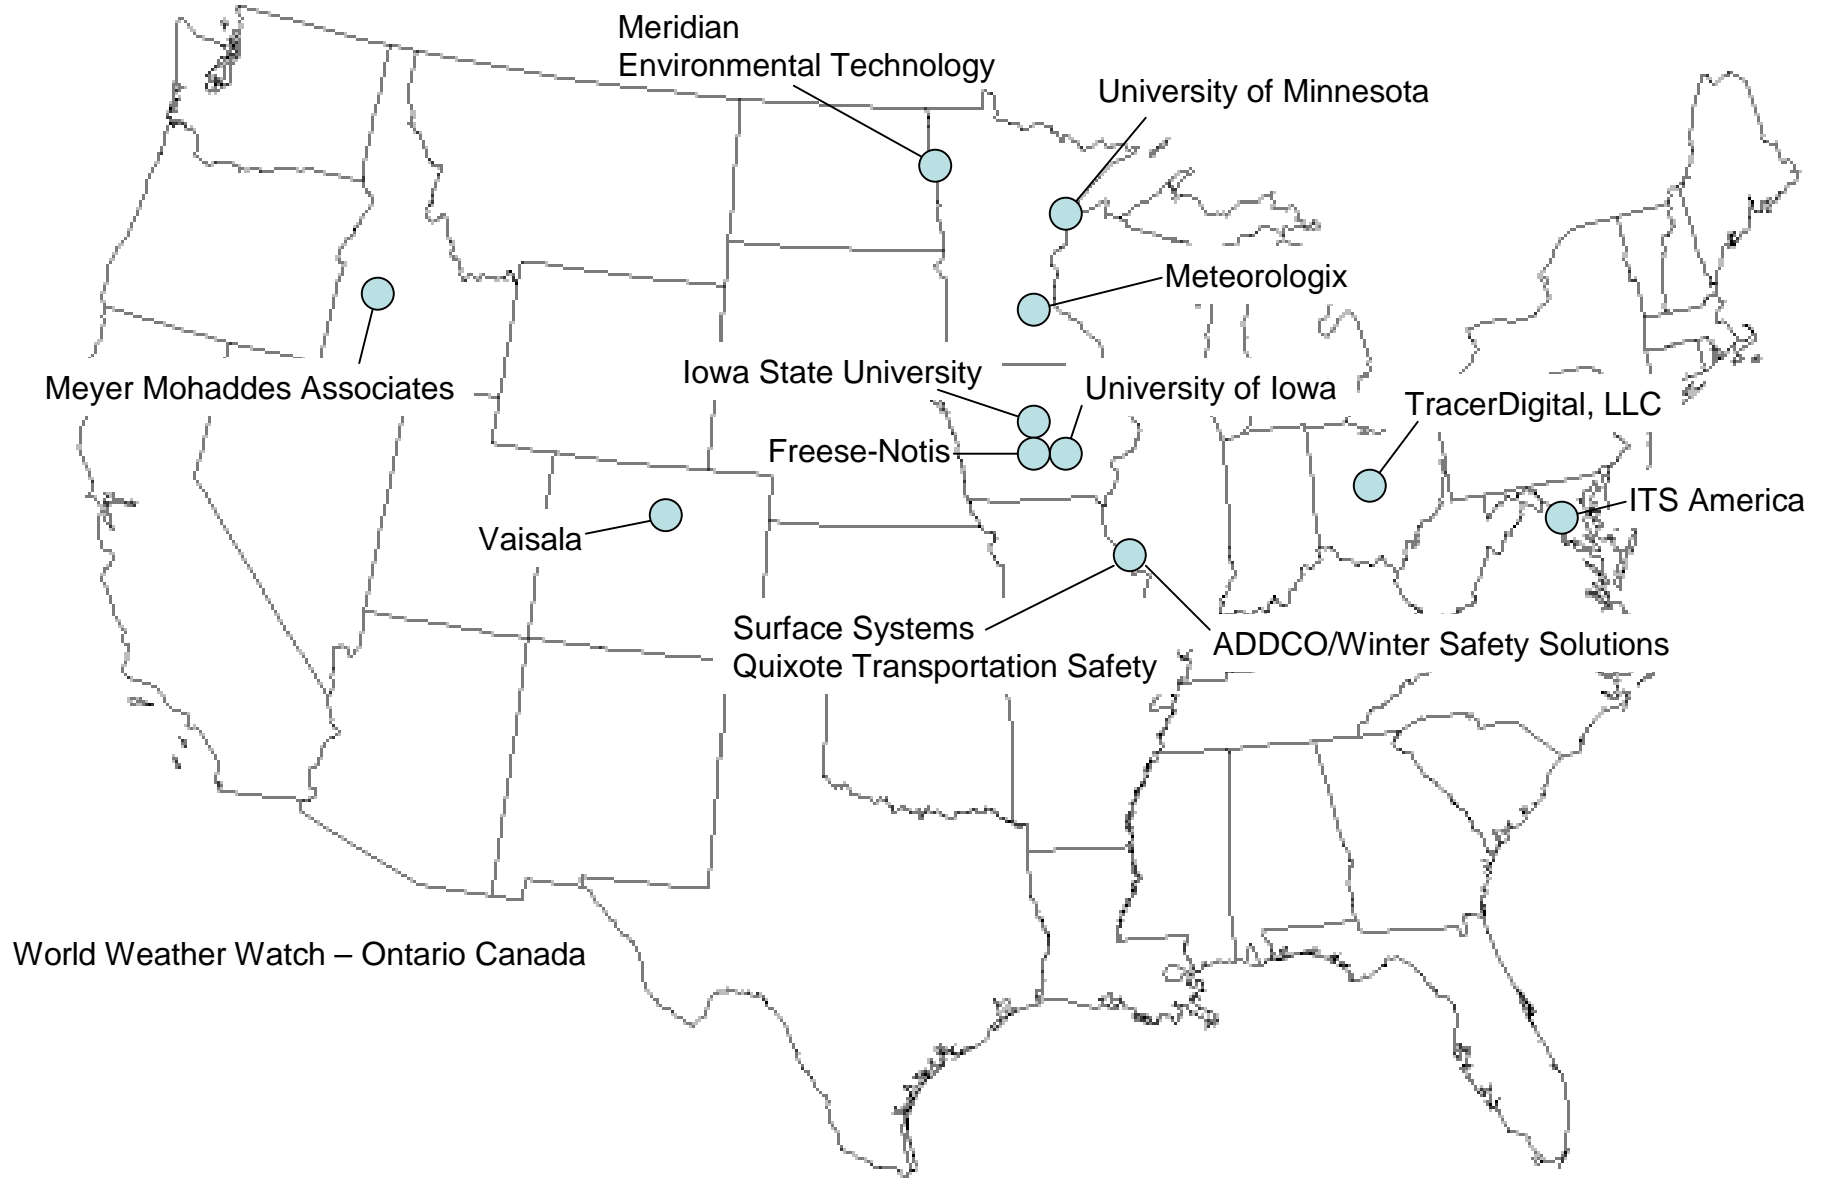 Meridian
Environmental Technology
University of Minnesota
Meteorologix
Iowa State University
University of Iowa
Meyer Mohaddes Associates
TracerDigital, LLC
Freese-Notis
ITS America
Vaisala
Surface Systems
Quixote Transportation Safety
ADDCO/Winter Safety Solutions
World Weather Watch – Ontario Canada